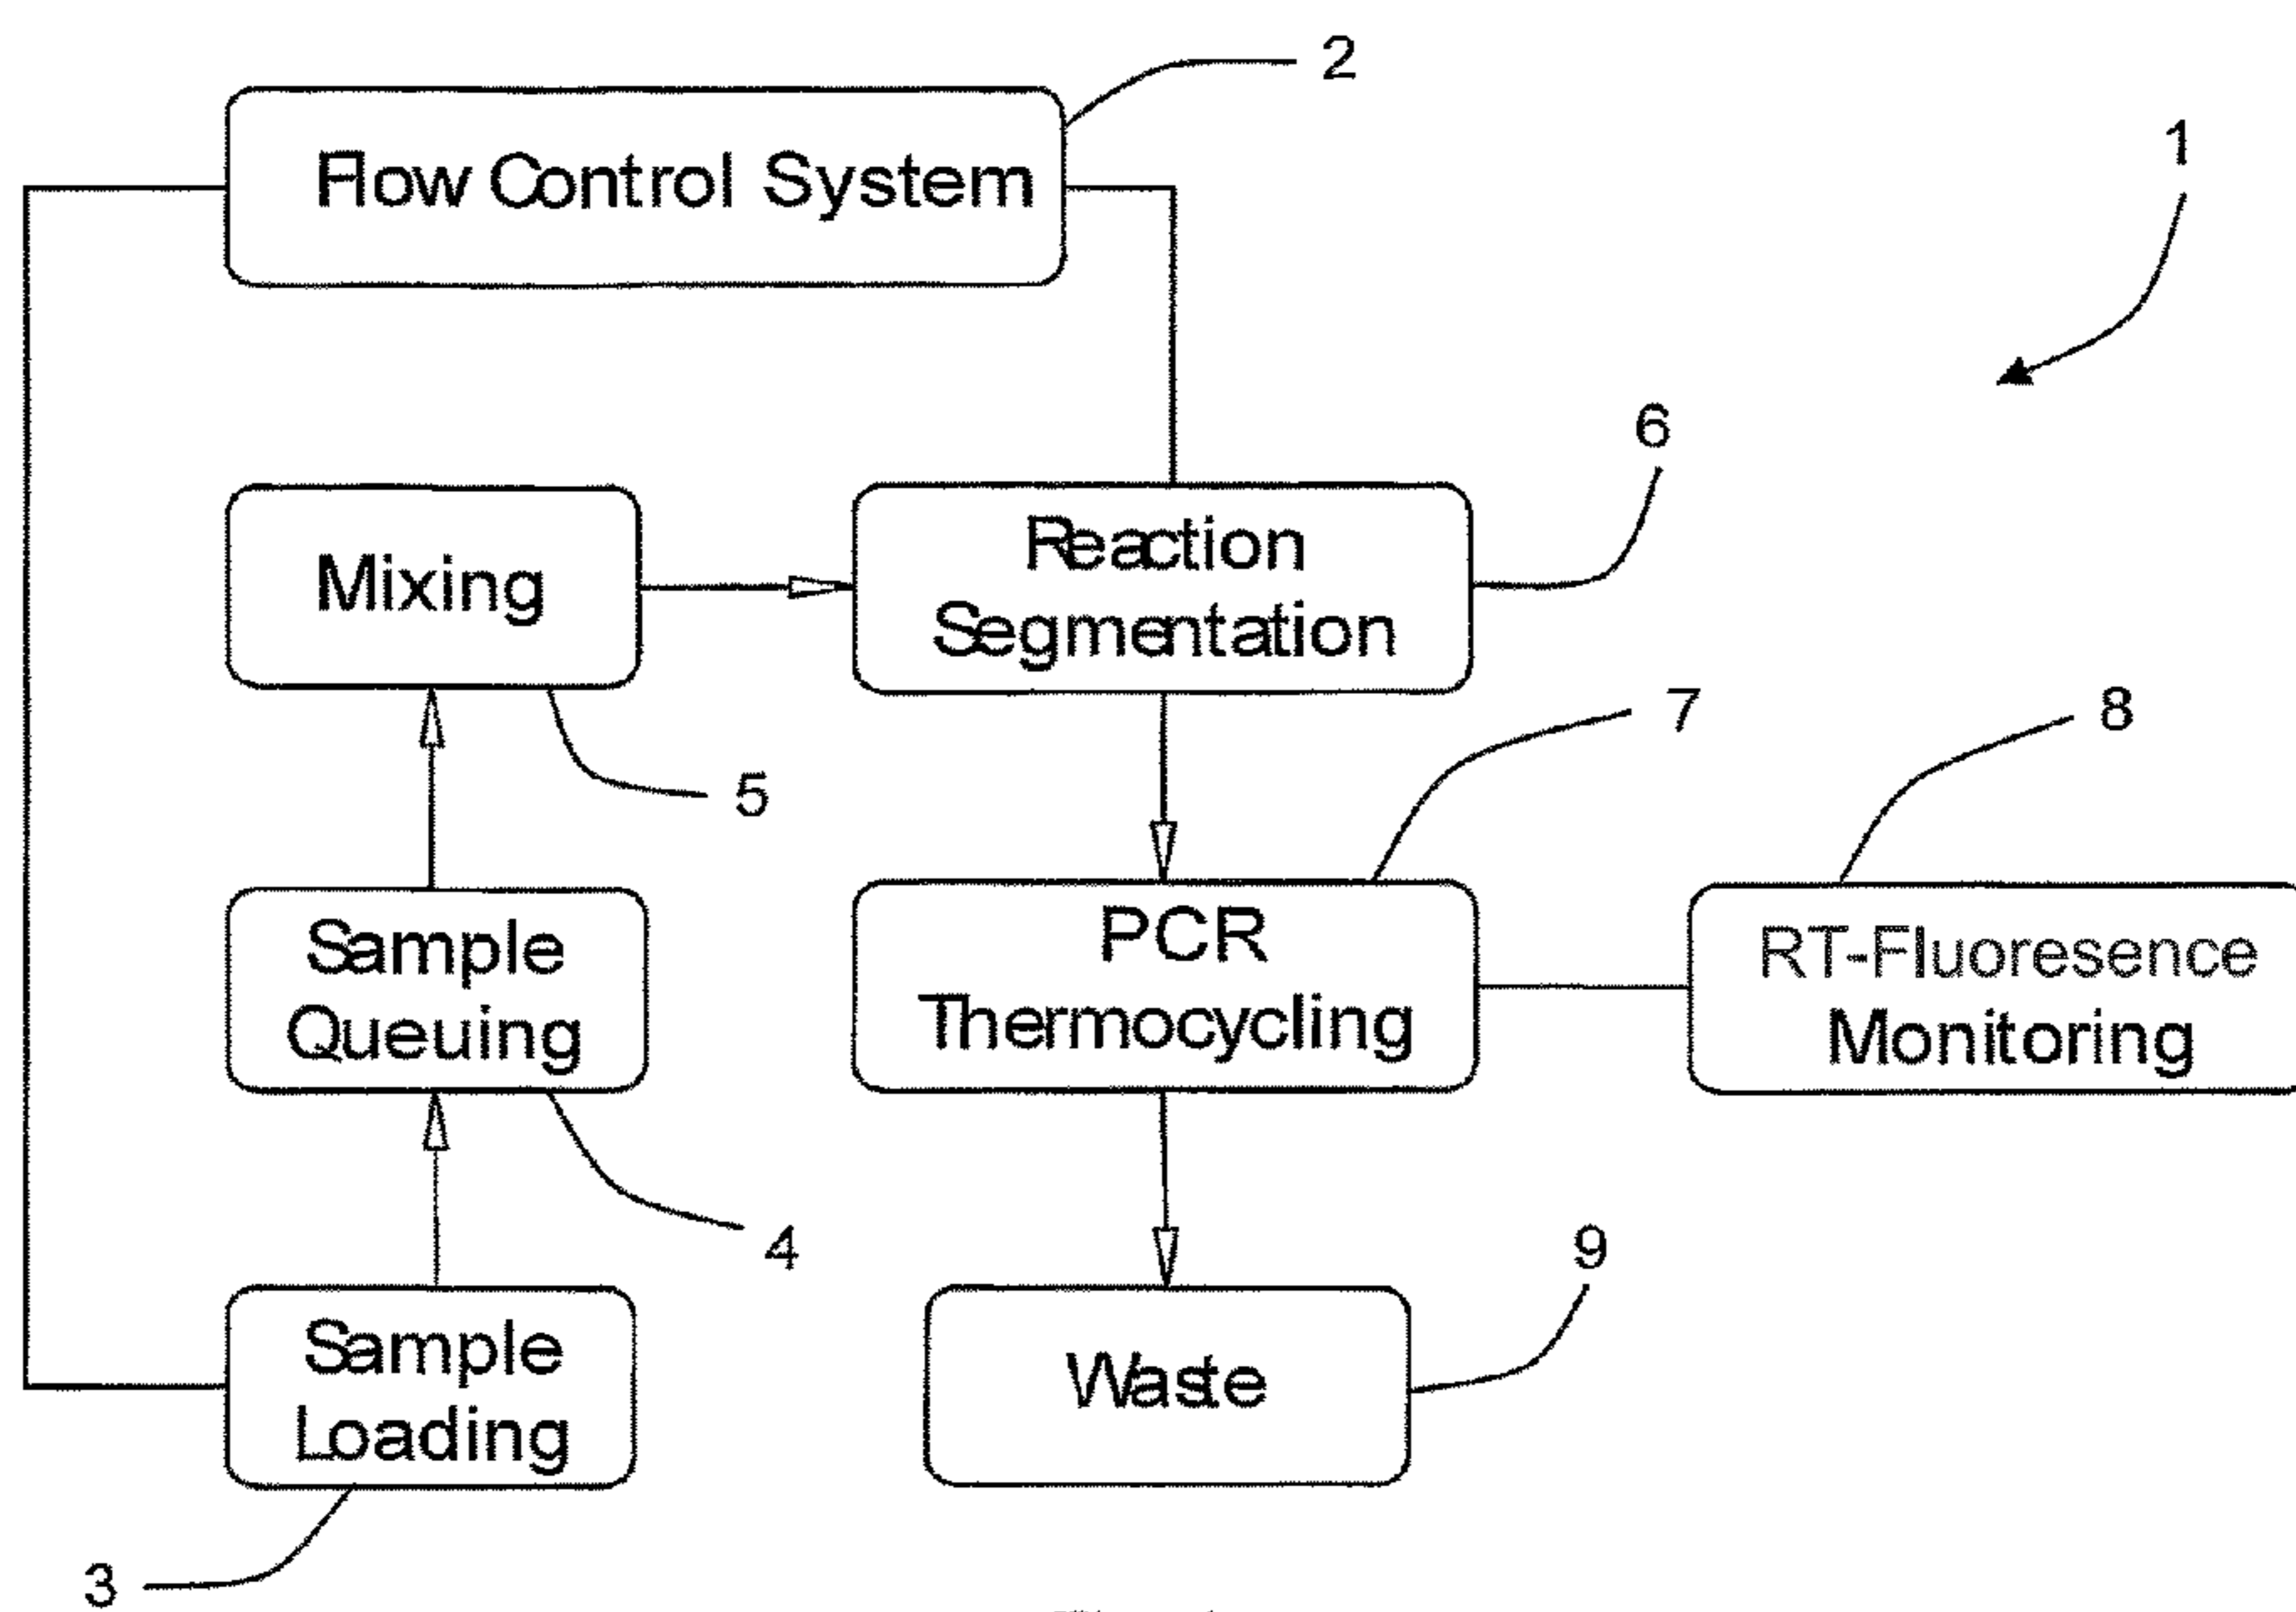 2
Flow Control System
1
6
Reaction
Segmentation
Mixing
7
8
5
PCR
Thermocycling
RT-Fluoresence
Monitoring
Sample
Queuing
4
9
Sample
Loading
Waste
3